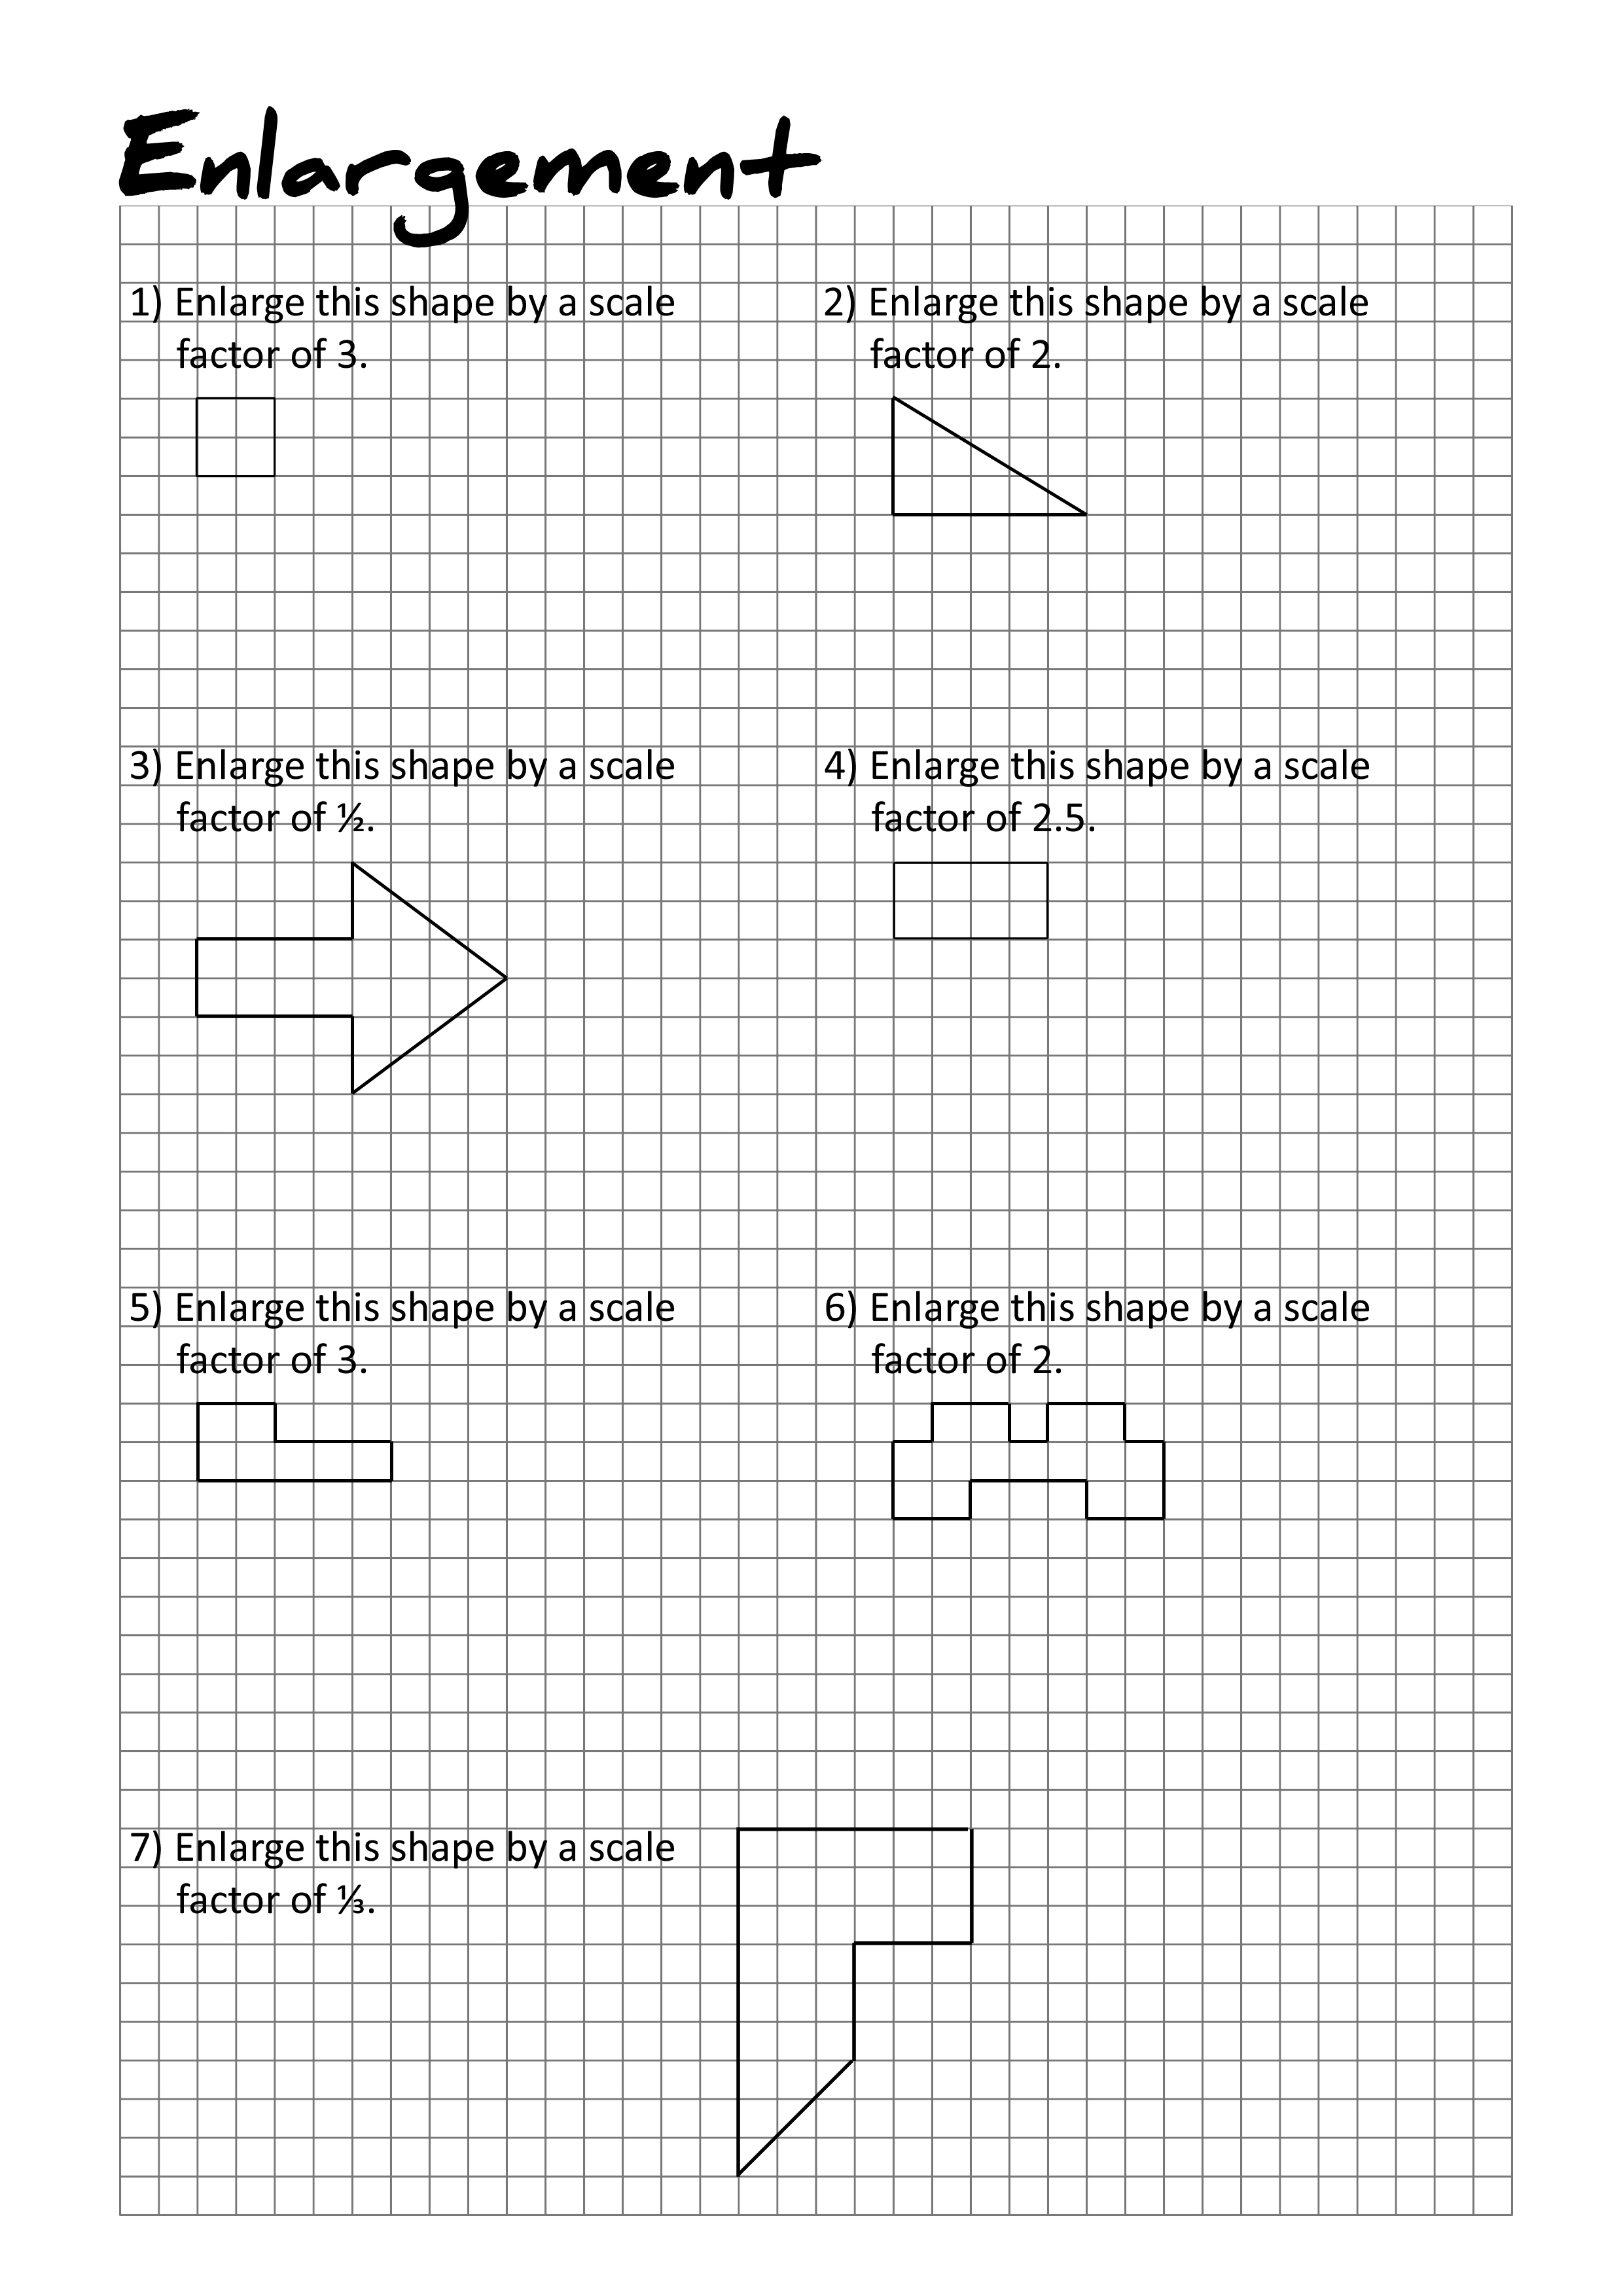 Enlargement
1) Enlarge this shape by a scale
factor of 3.
2) Enlarge this shape by a scale
factor of 2.
3) Enlarge this shape by a scale
factor of ½.
4) Enlarge this shape by a scale
factor of 2.5.
5) Enlarge this shape by a scale
factor of 3.
6) Enlarge this shape by a scale
factor of 2.
7) Enlarge this shape by a scale
factor of ⅓.